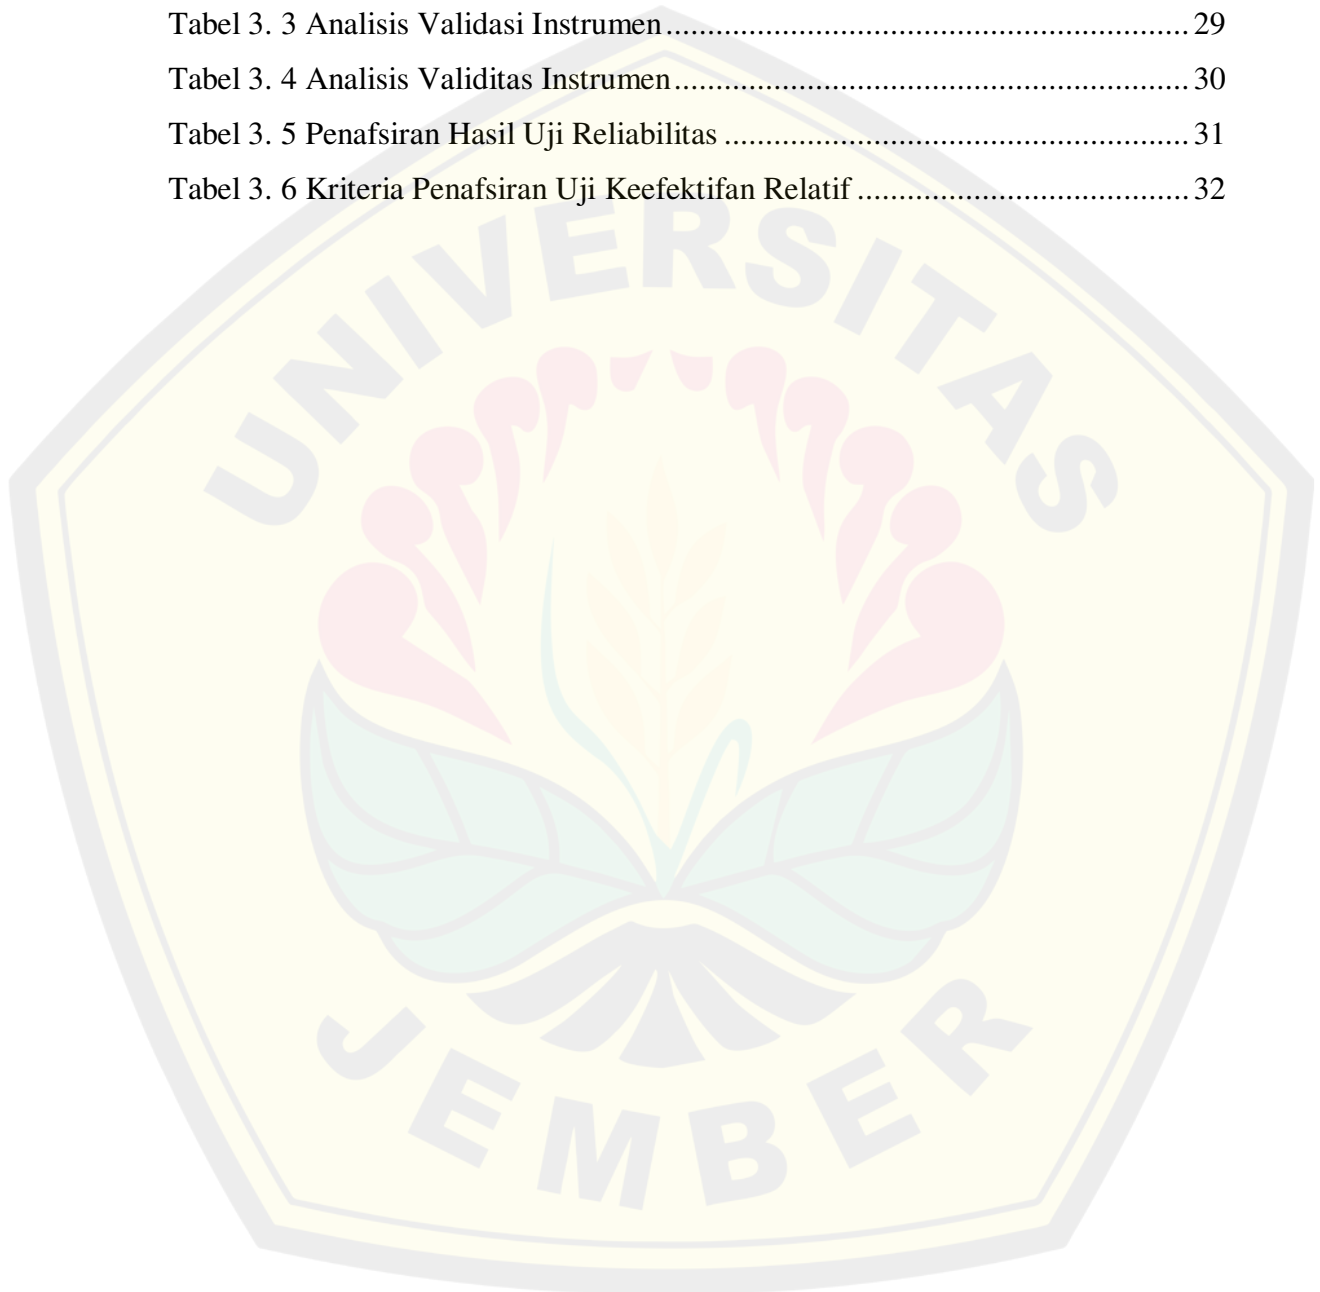 Tabel 3. 3 Analisis Validasi Instrumen.................................................................. 29
Tabel 3. 4 Analisis Validitas Instrumen................................................................. 30
Tabel 3. 5 Penafsiran Hasil Uji Reliabilitas ........................................................... 31
Tabel 3. 6 Kriteria Penafsiran Uji Keefektifan Relatif .......................................... 32
UNIVERSITAS
JEMBER